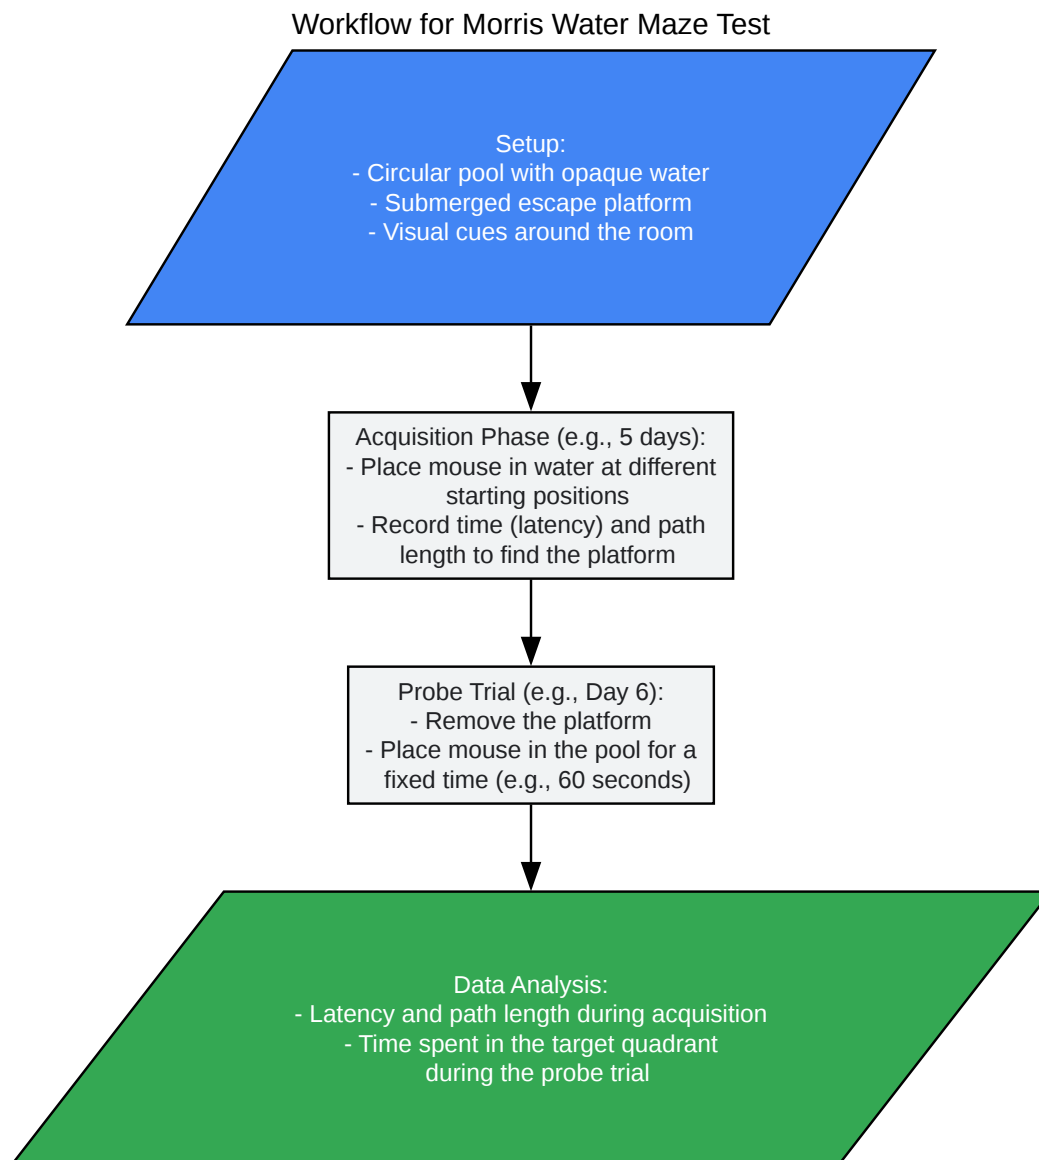 Workflow for Morris Water Maze Test
Setup:
- Circular pool with opaque water
- Submerged escape platform
- Visual cues around the room
Acquisition Phase (e.g., 5 days):
- Place mouse in water at different
starting positions
- Record time (latency) and path
length to find the platform
Probe Trial (e.g., Day 6):
- Remove the platform
- Place mouse in the pool for a
fixed time (e.g., 60 seconds)
Data Analysis:
- Latency and path length during acquisition
- Time spent in the target quadrant
during the probe trial